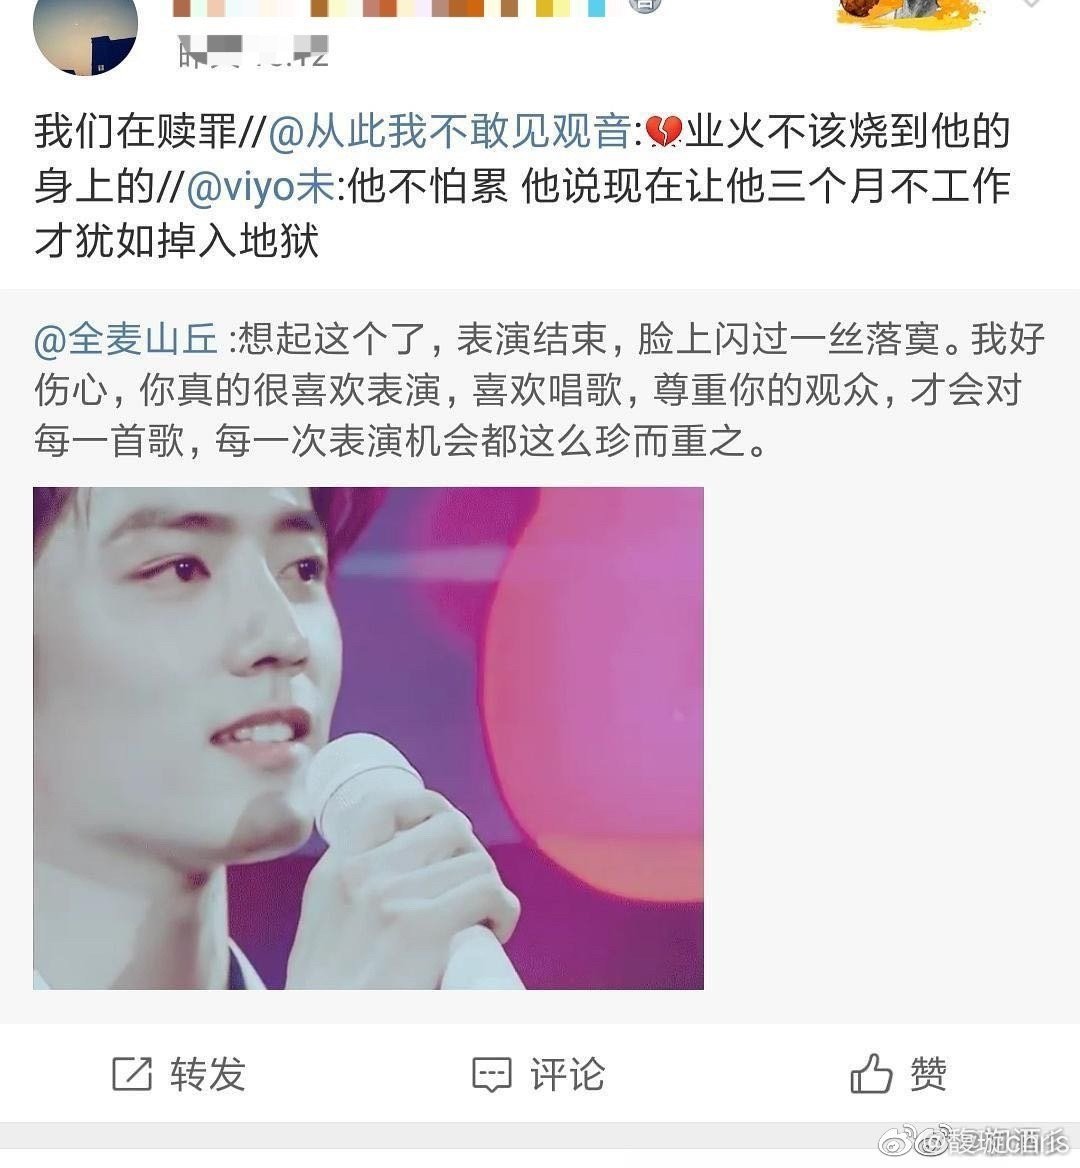 我们在赎罪//@从此我不敢见观音:💔业火不该烧到他的
身上的//@viyo未:他不怕累 他说现在让他三个月不工作
才犹如掉入地狱
@全麦山丘 :想起这个了，表演结束，脸上闪过一丝落寞。我好
伤心，你真的很喜欢表演，喜欢唱歌，尊重你的观众，才会对
每一首歌，每一次表演机会都这么珍而重之。
转发
评论
赞